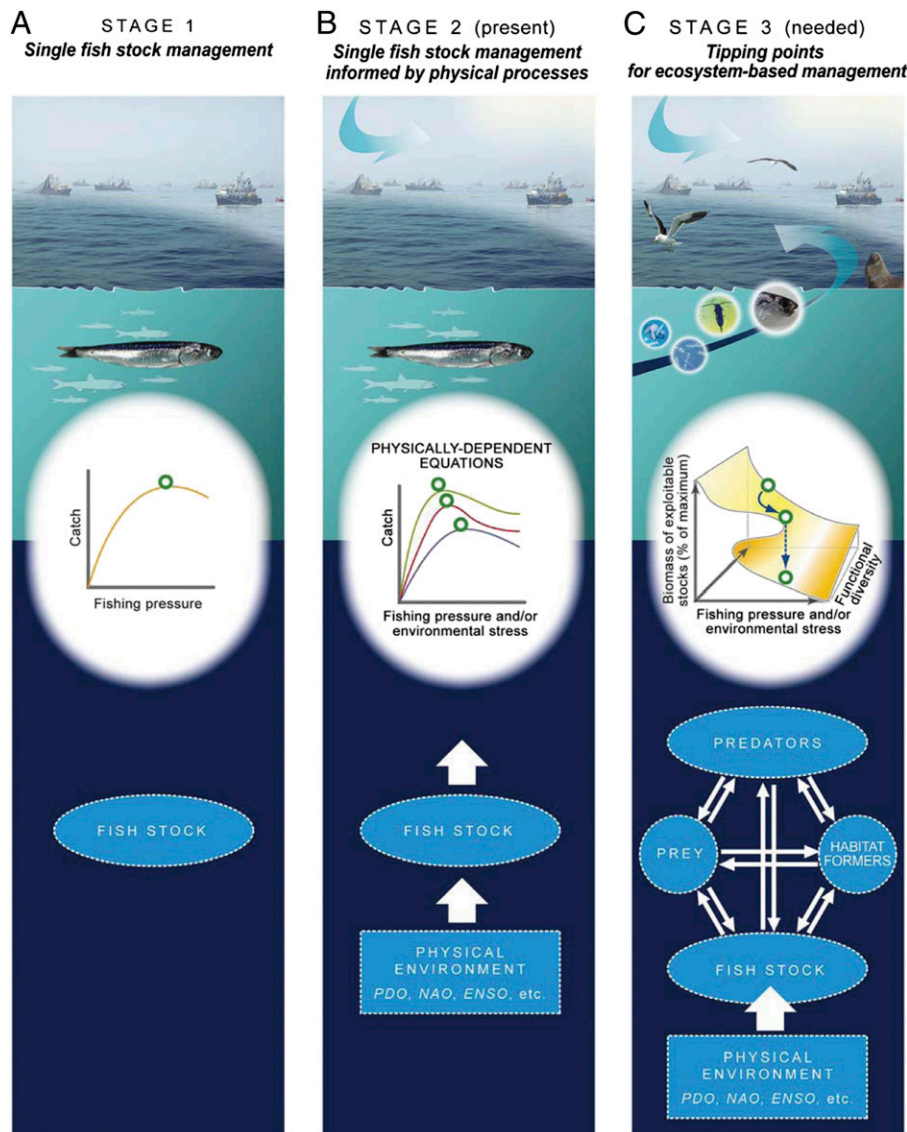 A
STAGE 1
Single fish stock management
Catch
Fishing pressure
FISH STOCK
B
STAGE 2 (present)
Single fish stock management
informed by physical processes
PHYSICALLY-DEPENDENT
EQUATIONS
Catch
Fishing pressure and/or
environmental stress
FISH STOCK
PHYSICAL
ENVIRONMENT
PDO, NAO, ENSO, etc.
C
STAGE 3 (needed)
Tipping points
for ecosystem-based management
Biomass of exploitable
stocks (% of maximum)
Functional
diversity
Fishing pressure and/or
environmental stress
PREDATORS
PREY
HABITAT
FORMERS
FISH STOCK
PHYSICAL
ENVIRONMENT
PDO, NAO, ENSO, etc.